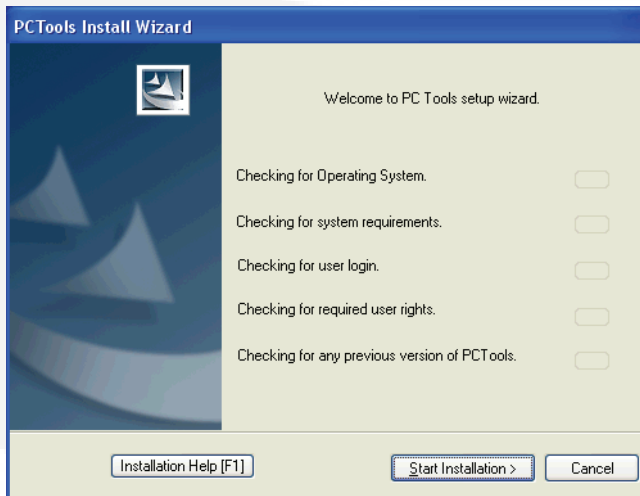 PCTools Install Wizard
Welcome to PC Tools setup wizard.
Checking for Operating System.
Checking for system requirements.
Checking for user login.
Checking for required user rights.
Checking for any previous version of PCTools.
Installation Help [F1]
Start Installation >
Cancel